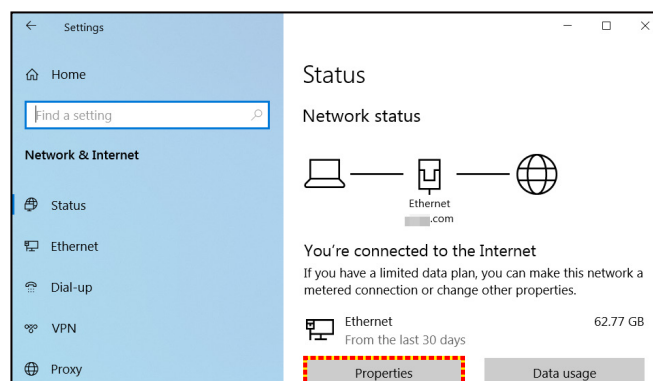 Settings
Home
Find a setting
Network & Internet
Status
Ethernet
Dial-up
VPN
Proxy
Status
Network status
Ethernet
.com
You're connected to the Internet
If you have a limited data plan, you can make this network a
metered connection or change other properties.
Ethernet 62.77 GB
From the last 30 days
Properties Data usage